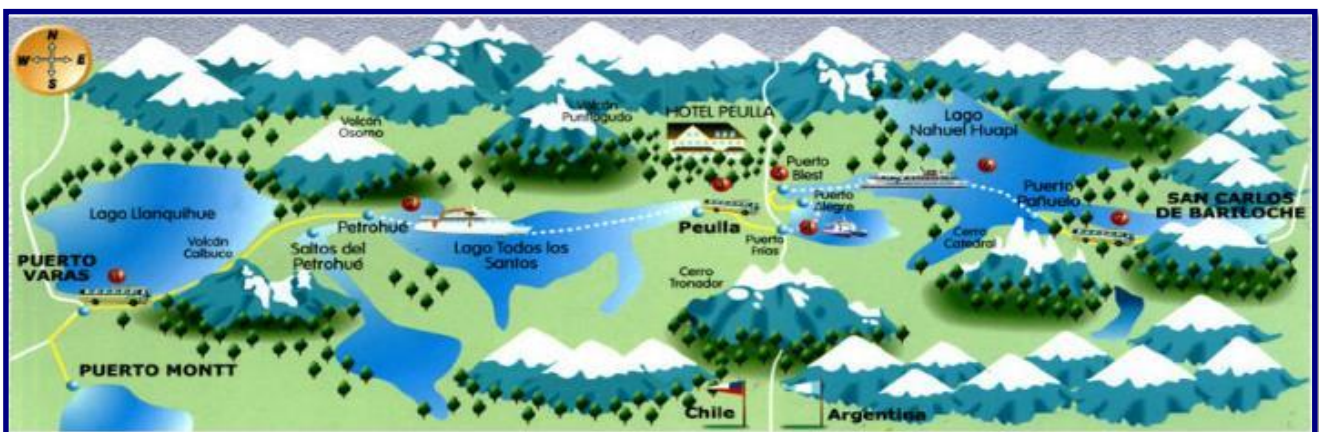 N
W E
S
Volcán
Osorno
Volcán
Puntiagudo
HOTEL PEULLA
Lago
Nahuel Huapi
Puerto
Blest
Puerto
Alegre
Puerto
Pañuelo
SAN CARLOS
DE BARILOCHE
Lago Llanquihue
Petrohué
Peulla
Volcán
Calbuco
Saltos del
Petrohué
Lago Todos los
Santos
Puerto
Frías
Cerro
Catedral
PUERTO
VARAS
Cerro
Tronador
PUERTO MONTT
Chile
Argentina